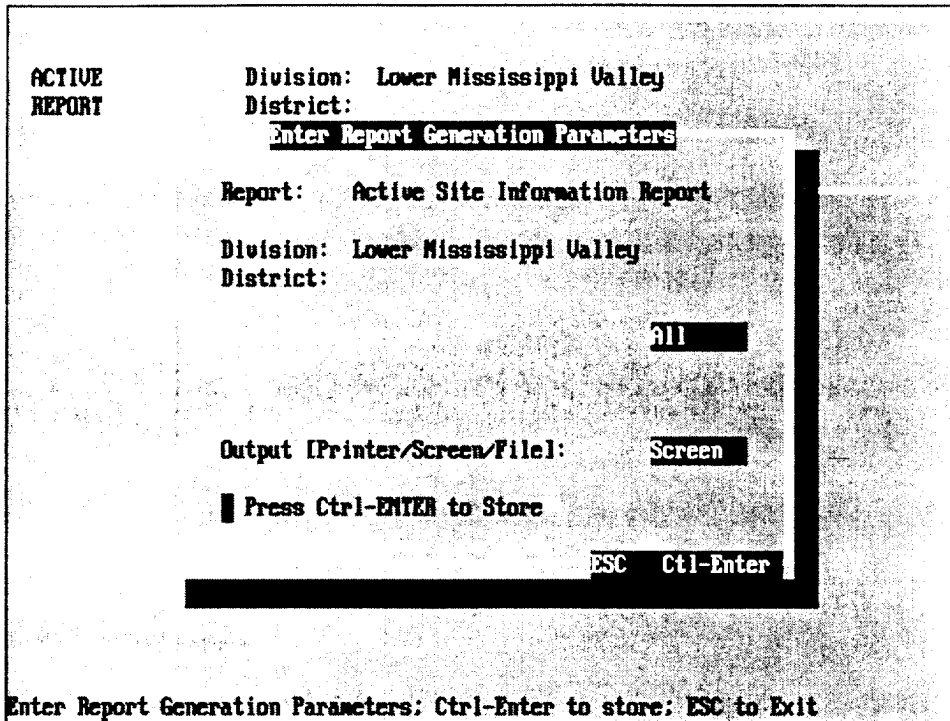 ACTIVE Division: Lower Mississippi Valley
REPORT District:
Enter Report Generation Parameters
Report: Active Site Information Report
Division: Lower Mississippi Valley
District:
All
Output [Printer/Screen/File]: Screen
Press Ctrl-ENTER to Store
ESC Ctl-Enter
Enter Report Generation Parameters; Ctrl-Enter to store; ESC to Exit